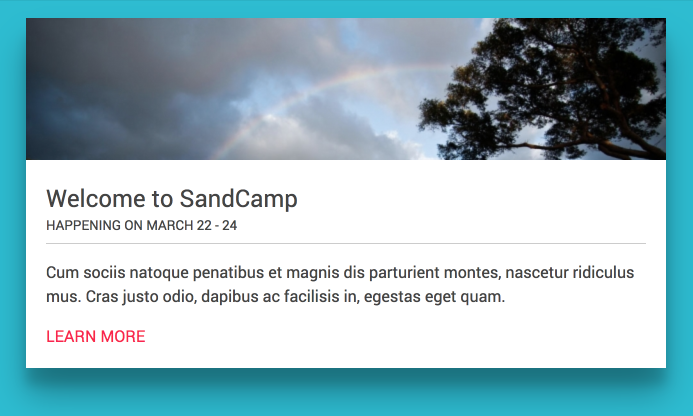 Welcome to SandCamp
HAPPENING ON MARCH 22 - 24
Cum sociis natoque penatibus et magnis dis parturient montes, nascetur ridiculus
mus. Cras justo odio, dapibus ac facilisis in, egestas eget quam.
LEARN MORE